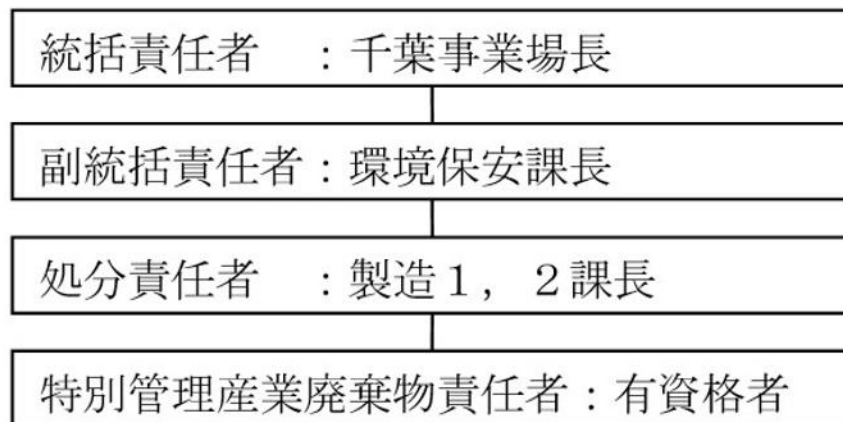 統括責任者　：千葉事業場長
副統括責任者：環境保安課長
処分責任者　：製造１，２課長
特別管理産業廃棄物責任者：有資格者